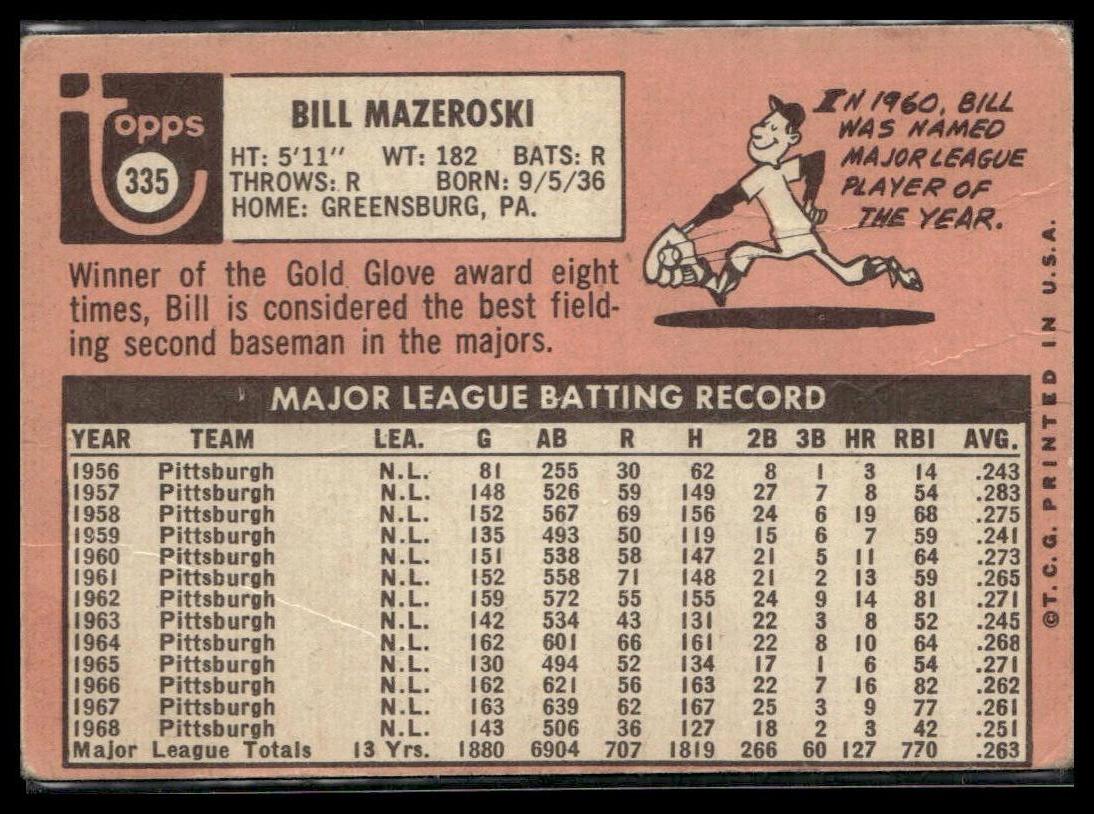 topps
335
BILL MAZEROSKI
HT: 5'11" WT: 182 BATS: R
THROWS: R BORN: 9/5/36
HOME: GREENSBURG, PA.
IN 1960, BILL
WAS NAMED
MAJOR LEAGUE
PLAYER OF
THE YEAR.
Winner of the Gold Glove award eight
times, Bill is considered the best field-
ing second baseman in the majors.
MAJOR LEAGUE BATTING RECORD
YEAR TEAM LEA. G AB R H 2B 3B HR RBI AVG.
1956 Pittsburgh N.L. 81 255 30 62 8 1 3 14 .243
1957 Pittsburgh N.L. 148 526 59 149 27 7 8 54 .283
1958 Pittsburgh N.L. 152 567 69 156 24 6 19 68 .275
1959 Pittsburgh N.L. 135 493 50 119 15 6 7 59 .241
1960 Pittsburgh N.L. 151 538 58 147 21 5 11 64 .273
1961 Pittsburgh N.L. 152 558 71 148 21 2 13 59 .265
1962 Pittsburgh N.L. 159 572 55 155 24 9 14 81 .271
1963 Pittsburgh N.L. 142 534 43 131 22 3 8 52 .245
1964 Pittsburgh N.L. 162 601 66 161 22 8 10 64 .268
1965 Pittsburgh N.L. 130 494 52 134 17 1 6 54 .271
1966 Pittsburgh N.L. 162 621 56 163 22 7 16 82 .262
1967 Pittsburgh N.L. 163 639 62 167 25 3 9 77 .261
1968 Pittsburgh N.L. 143 506 36 127 18 2 3 42 .251
Major League Totals 13 Yrs. 1880 6904 707 1819 266 60 127 770 .263
©T.C.G. PRINTED IN U.S.A.